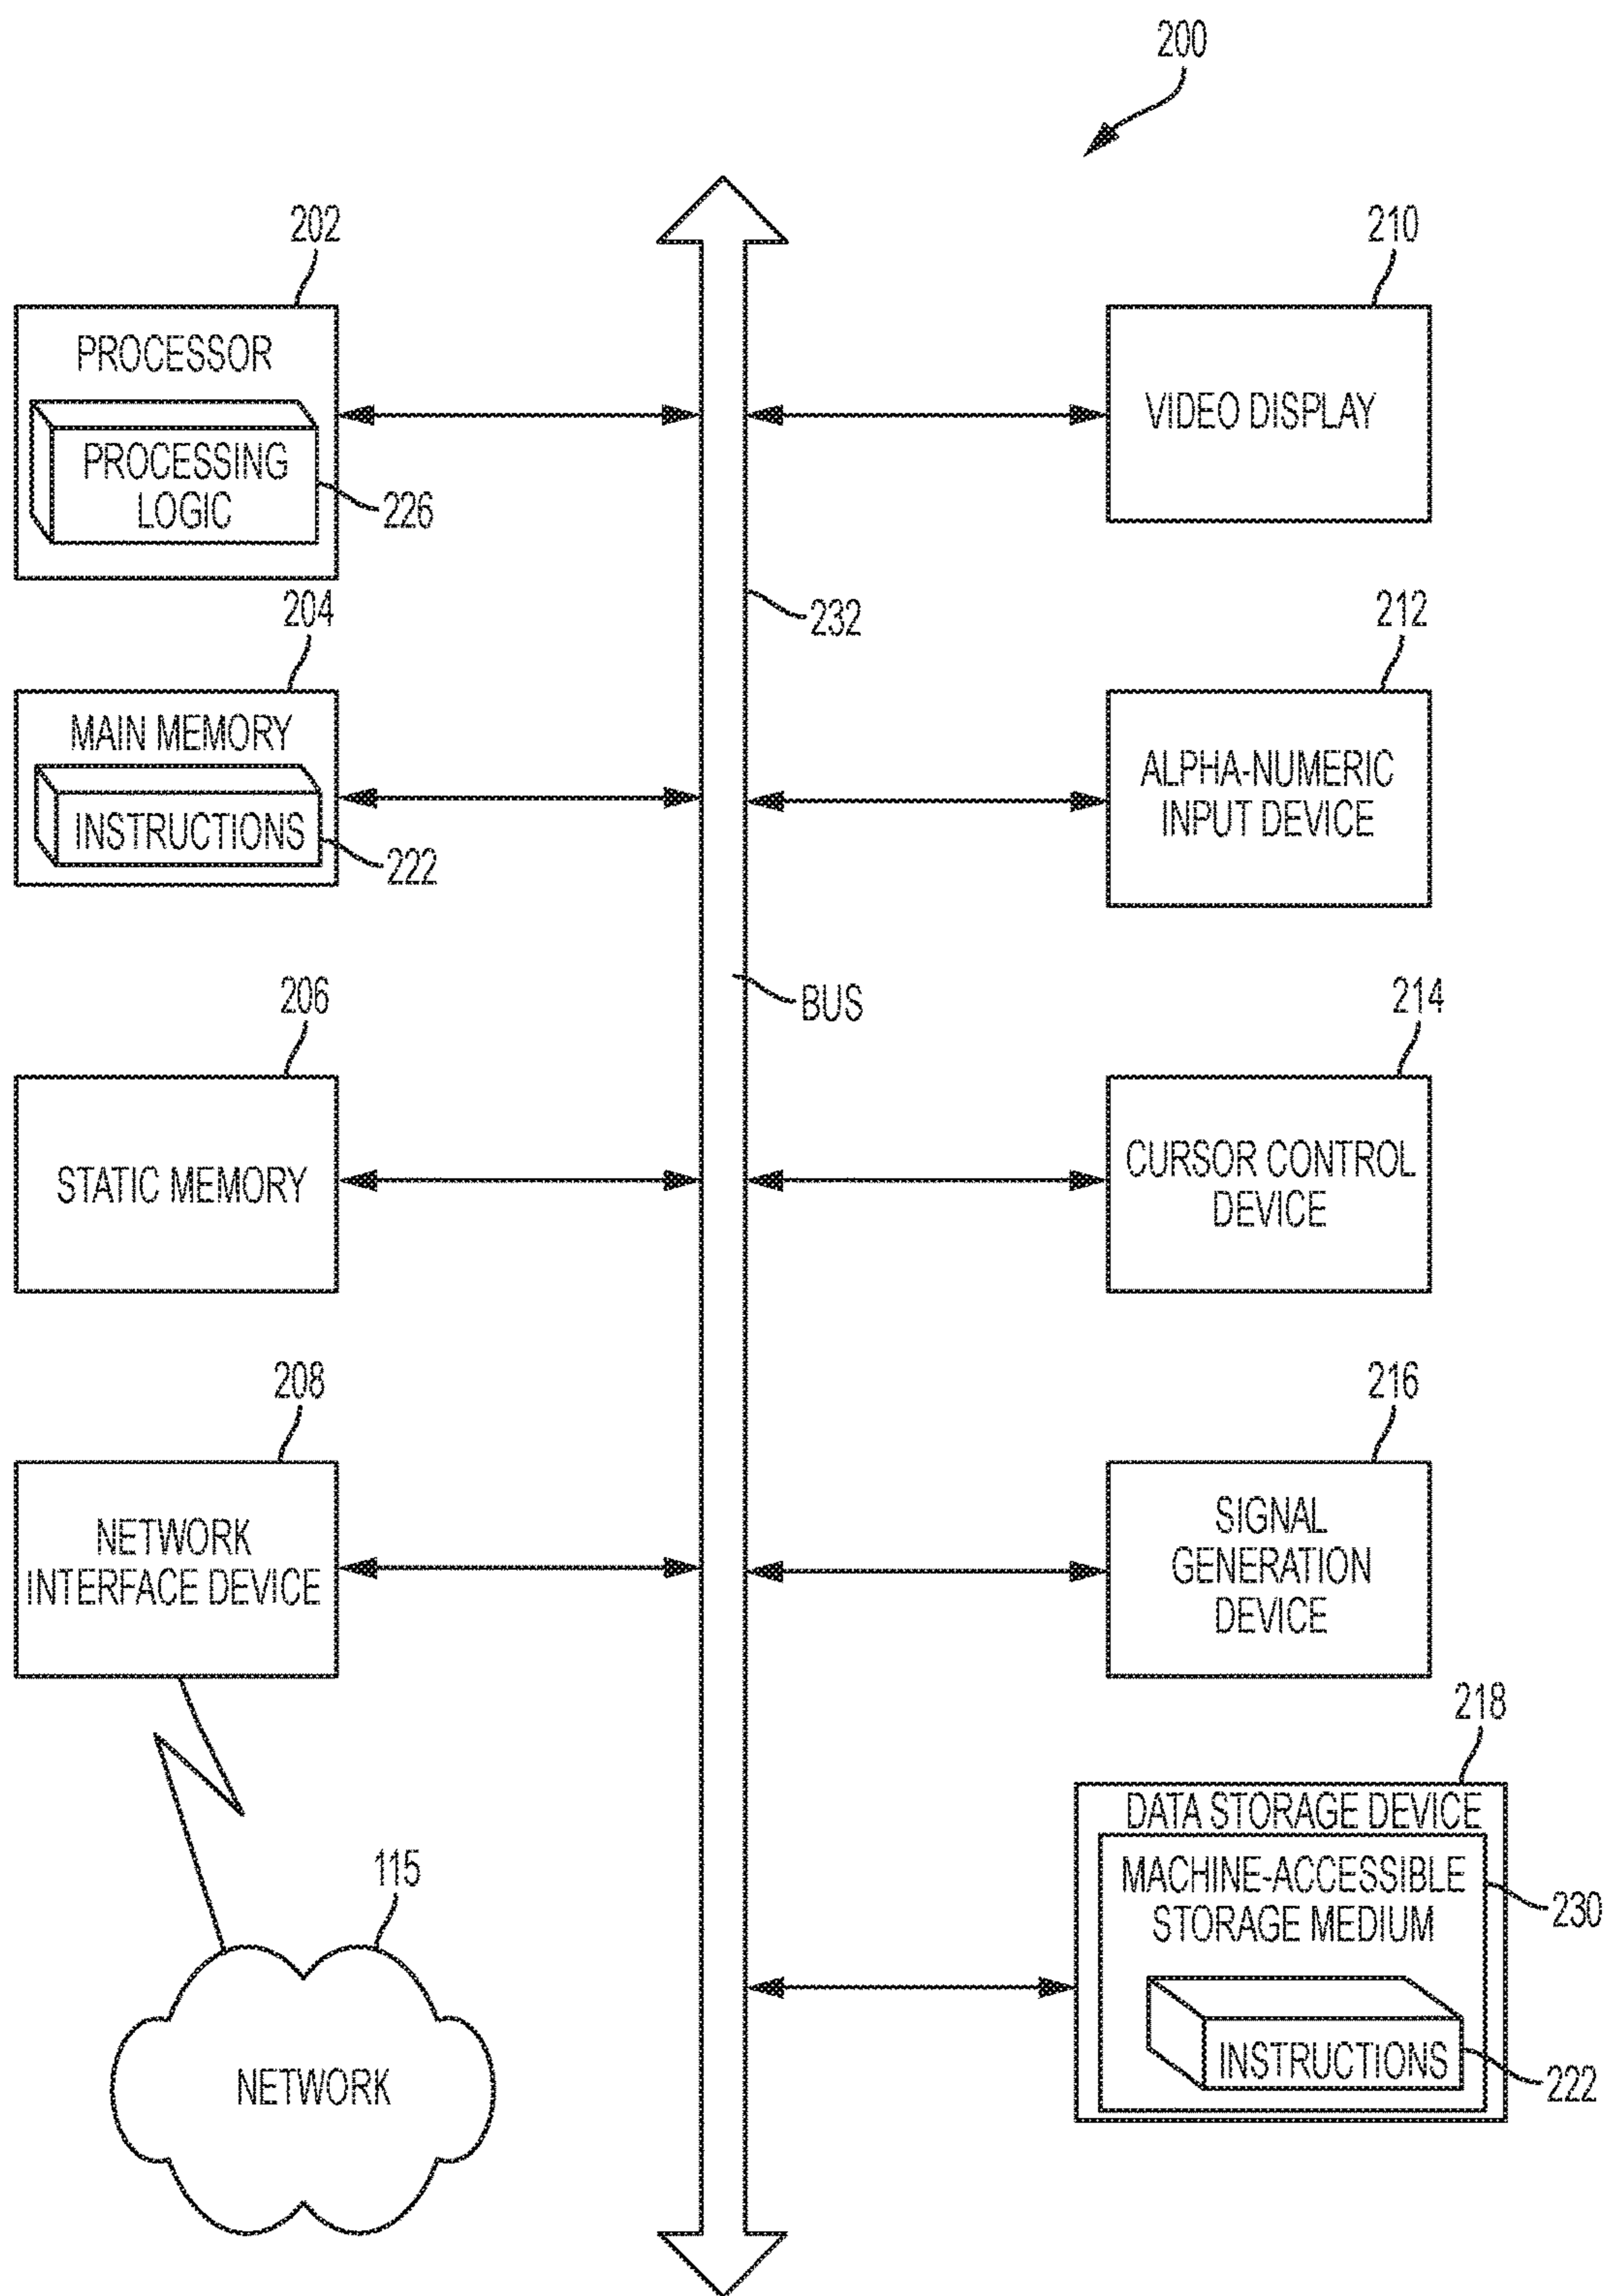 200
202
PROCESSOR
PROCESSING
LOGIC
226
204
MAIN MEMORY
INSTRUCTIONS
222
206
STATIC MEMORY
208
NETWORK
INTERFACE DEVICE
115
NETWORK
232
BUS
210
VIDEO DISPLAY
212
ALPHA-NUMERIC
INPUT DEVICE
214
CURSOR CONTROL
DEVICE
216
SIGNAL
GENERATION
DEVICE
218
DATA STORAGE DEVICE
MACHINE-ACCESSIBLE
STORAGE MEDIUM
230
INSTRUCTIONS
222